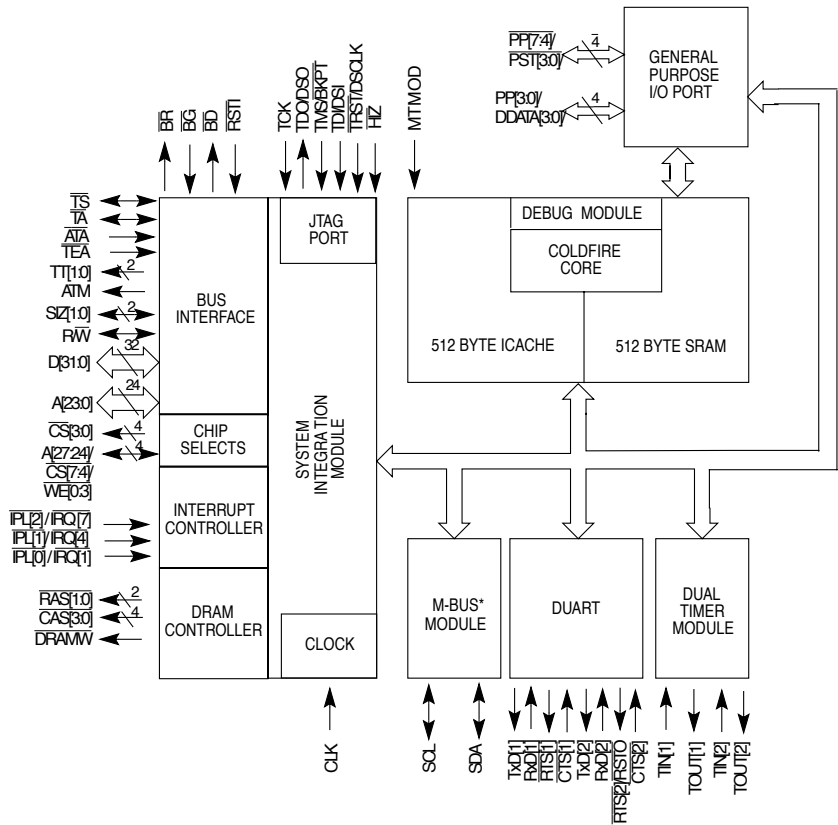 PP[7:4]/
PST[3:0]/
4
PP[3:0]/
DDATA[3:0]/
4
GENERAL
PURPOSE
I/O PORT
BR
BG
BD
RSTI
TCK
TDO/DSO
TMS/BKPT
TDI/DSI
TRST/DSCLK
HIZ
MTMOD
TS
TA
ATA
TEA
TT[1:0]
2
ATM
SIZ[1:0]
2
R/W
D[31:0]
32
A[23:0]
24
CS[3:0]
4
A[27:24]/
4
CS[7:4]/
WE[0:3]
IPL[2]/IRQ[7]
IPL[1]/IRQ[4]
IPL[0]/IRQ[1]
RAS[1:0]
2
CAS[3:0]
4
DRAMW
BUS
INTERFACE
CHIP
SELECTS
INTERRUPT
CONTROLLER
DRAM
CONTROLLER
JTAG
PORT
SYSTEM
INTEGRATION
MODULE
CLOCK
CLK
DEBUG MODULE
COLDFIRE
CORE
512 BYTE ICACHE
512 BYTE SRAM
M-BUS*
MODULE
DUART
DUAL
TIMER
MODULE
SCL
SDA
TxD[1]
RxD[1]
RTS[1]
CTS[1]
TxD[2]
RxD[2]
RTS[2]/RSTO
CTS[2]
TIN[1]
TOUT[1]
TIN[2]
TOUT[2]